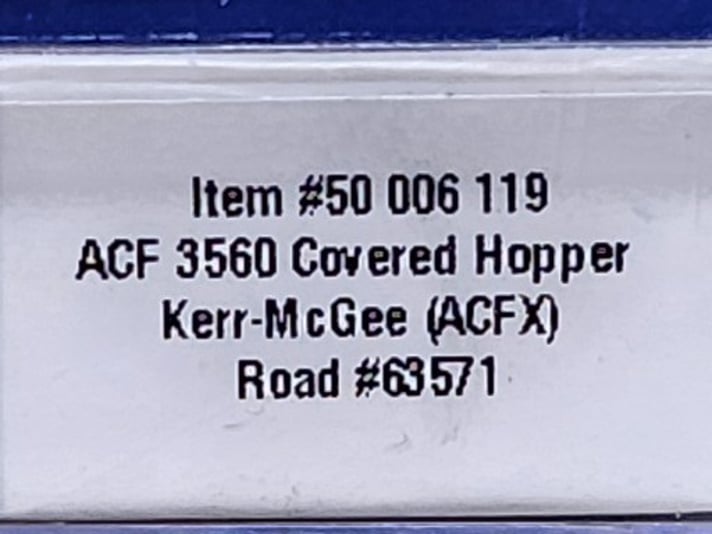 Item #50 006 119
ACF 3560 Covered Hopper
Kerr-McGee (ACFX)
Road #63571